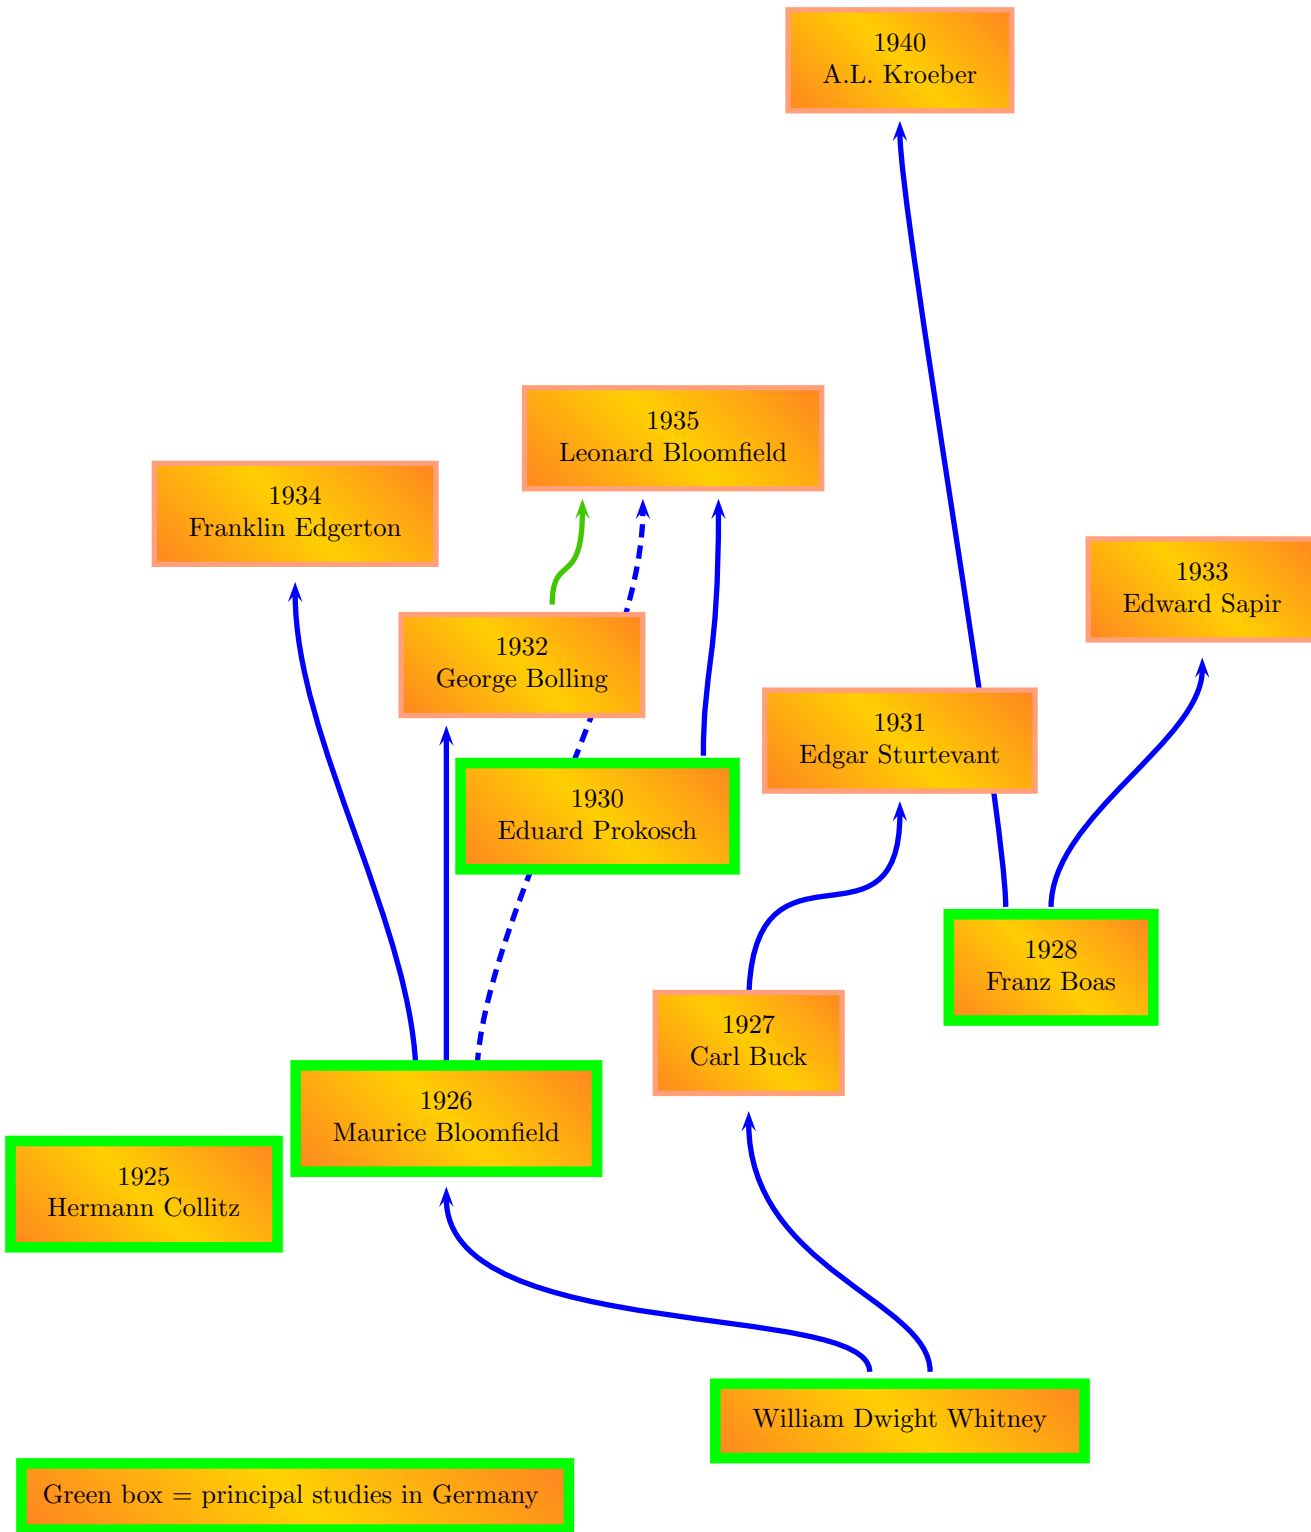 1940
A.L. Kroeber
1935
Leonard Bloomfield
1934
Franklin Edgerton
1933
Edward Sapir
1932
George Bolling
1931
Edgar Sturtevant
1930
Eduard Prokosch
1928
Franz Boas
1927
Carl Buck
1926
Maurice Bloomfield
1925
Hermann Collitz
William Dwight Whitney
Green box = principal studies in Germany